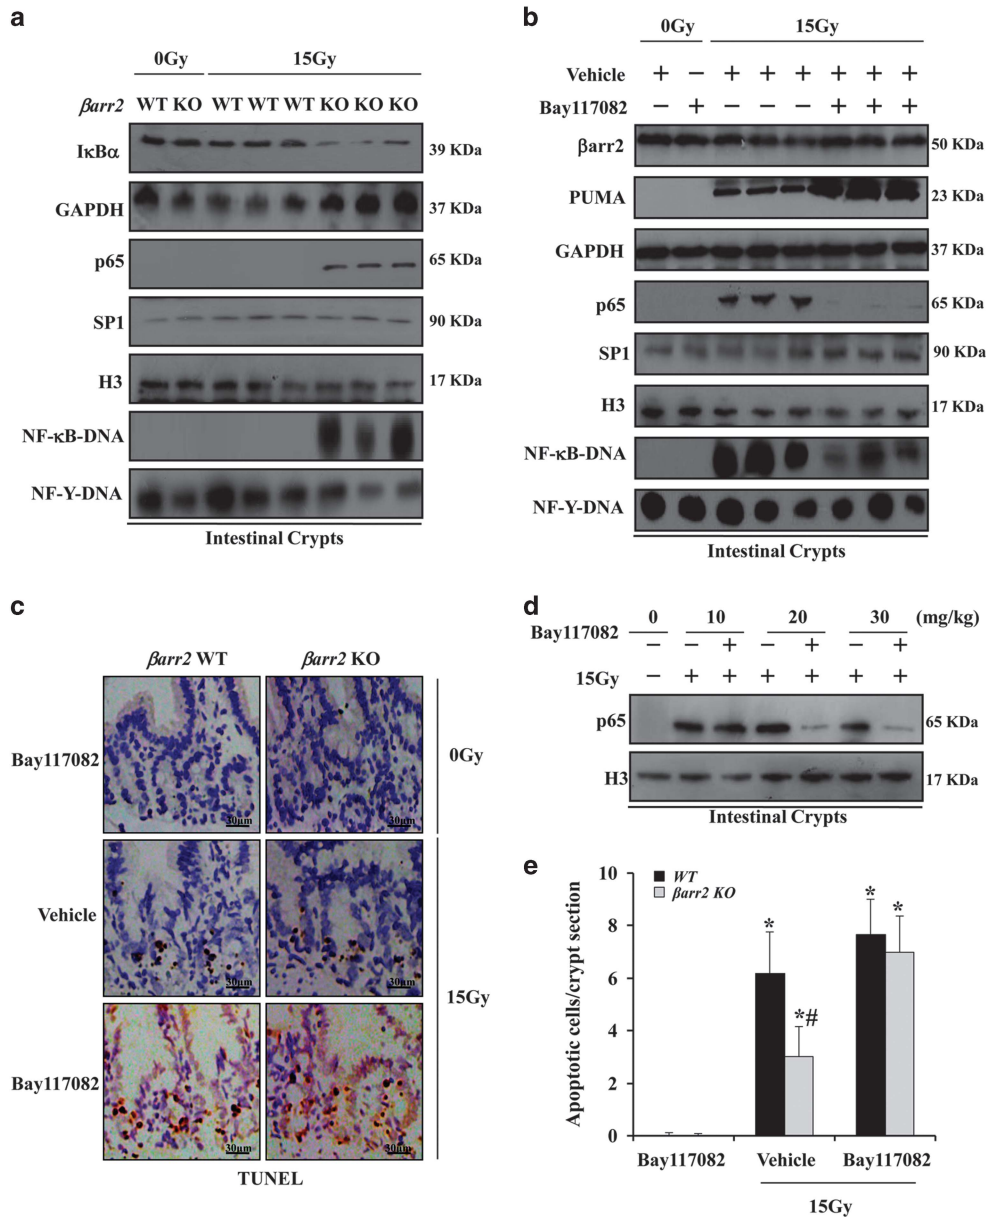 a
0Gy 15Gy
βarr2 WT KO WT WT WT KO KO KO
IκBα 39 KDa
GAPDH 37 KDa
p65 65 KDa
SP1 90 KDa
H3 17 KDa
NF-κB-DNA
NF-Y-DNA
Intestinal Crypts
b
0Gy 15Gy
Vehicle + − + + + − − −
Bay117082 − + − − − + + +
βarr2 50 KDa
PUMA 23 KDa
GAPDH 37 KDa
p65 65 KDa
SP1 90 KDa
H3 17 KDa
NF-κB-DNA
NF-Y-DNA
Intestinal Crypts
c
βarr2 WT βarr2 KO
Bay117082 30μm 30μm 0Gy
Vehicle 30μm 30μm
15Gy
Bay117082 30μm 30μm
TUNEL
d
0 10 20 30 (mg/kg)
Bay117082 − − + − + − +
15Gy − + + + + + +
p65 65 KDa
H3 17 KDa
Intestinal Crypts
e
Apoptotic cells/crypt section
10
8
6
4
2
0
WT
βarr2 KO
* *# * *
Bay117082 Vehicle Bay117082
15Gy